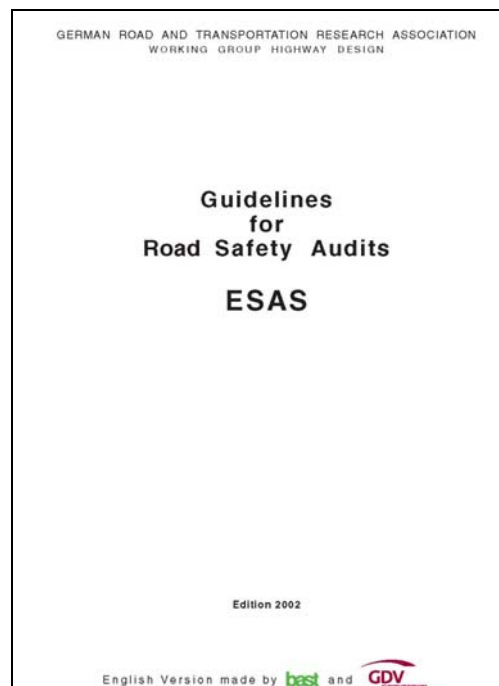 GERMAN ROAD AND TRANSPORTATION RESEARCH ASSOCIATION
WORKING GROUP HIGHWAY DESIGN
Guidelines
for
Road Safety Audits
ESAS
Edition 2002
English Version made by bast and GDV